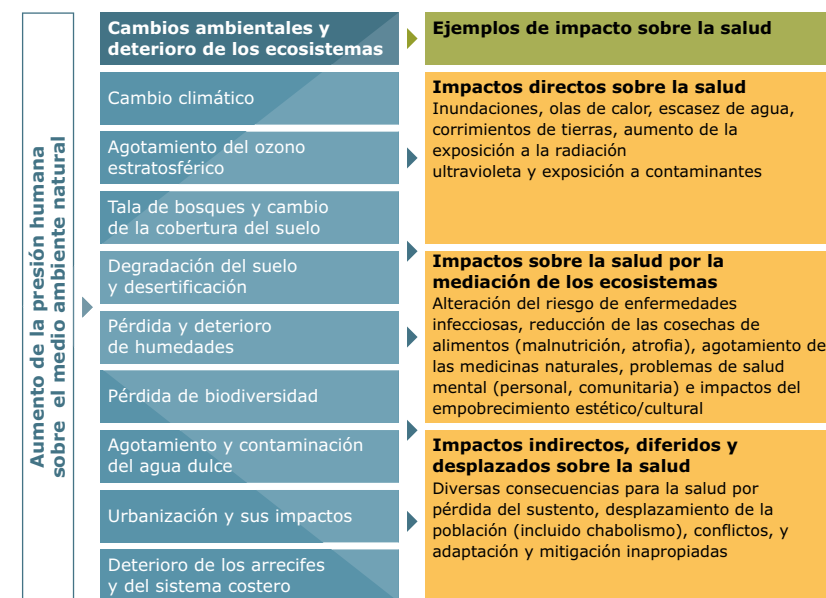 Aumento de la presión humana
sobre el medio ambiente natural
Cambios ambientales y
deterioro de los ecosistemas
Cambio climático
Agotamiento del ozono
estratosférico
Tala de bosques y cambio
de la cobertura del suelo
Degradación del suelo
y desertificación
Pérdida y deterioro
de humedades
Pérdida de biodiversidad
Agotamiento y contaminación
del agua dulce
Urbanización y sus impactos
Deterioro de los arrecifes
y del sistema costero
Ejemplos de impacto sobre la salud
Impactos directos sobre la salud
Inundaciones, olas de calor, escasez de agua,
corrimientos de tierras, aumento de la
exposición a la radiación
ultravioleta y exposición a contaminantes
Impactos sobre la salud por la
mediación de los ecosistemas
Alteración del riesgo de enfermedades
infecciosas, reducción de las cosechas de
alimentos (malnutrición, atrofia), agotamiento de
las medicinas naturales, problemas de salud
mental (personal, comunitaria) e impactos del
empobrecimiento estético/cultural
Impactos indirectos, diferidos y
desplazados sobre la salud
Diversas consecuencias para la salud por
pérdida del sustento, desplazamiento de la
población (incluido chabolismo), conflictos, y
adaptación y mitigación inapropiadas